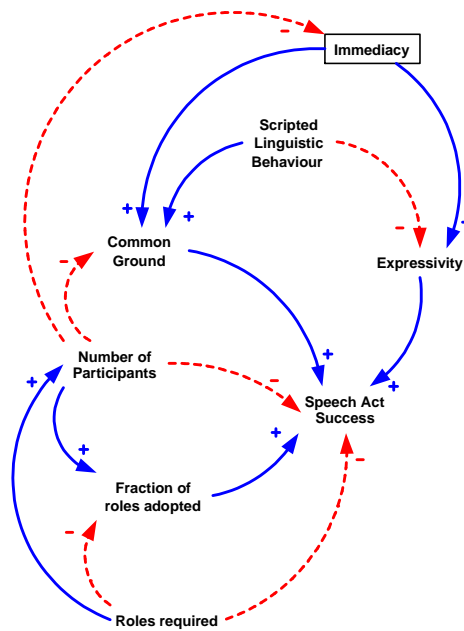 –
Immediacy
Scripted
Linguistic
Behaviour
+
+
–
+
Common
Ground
Expressivity
–
Number of
Participants
+
–
+
+
Speech Act
Success
+
+
–
Fraction of
roles adopted
–
Roles required